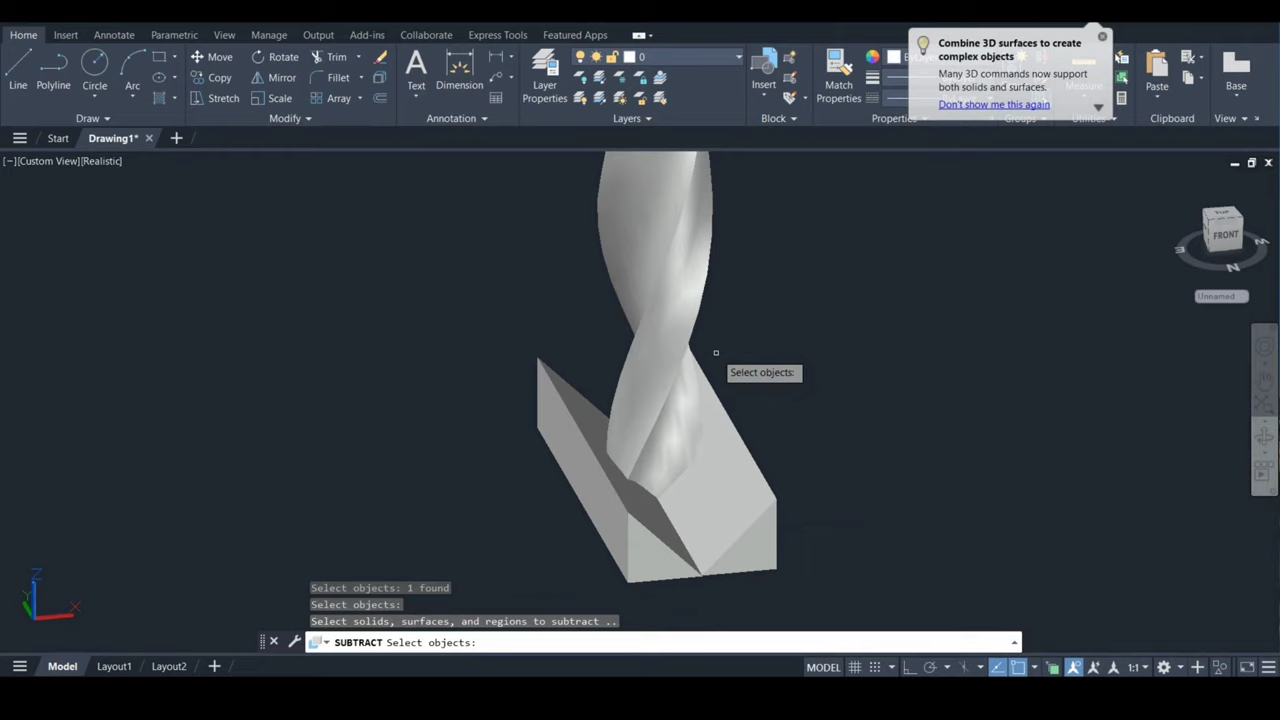 Home Insert Annotate Parametric View Manage Output Add-ins Collaborate Express Tools Featured Apps
Line Polyline Circle Arc
Move Rotate Trim
Copy Mirror Fillet
Stretch Scale Array
Text Dimension
Layer Properties
0
Insert
Match Properties
Paste
Base
Draw Modify Annotation Layers Block Properties Groups Utilities Clipboard View
Combine 3D surfaces to create
complex objects
Many 3D commands now support
both solids and surfaces.
Don't show me this again
Measure
Start Drawing1*
[−][Custom View][Realistic]
TOP
FRONT
N
Unnamed
Select objects:
Z
Y
X
Select objects: 1 found
Select objects:
Select solids, surfaces, and regions to subtract ..
SUBTRACT Select objects:
Model Layout1 Layout2
MODEL
1:1